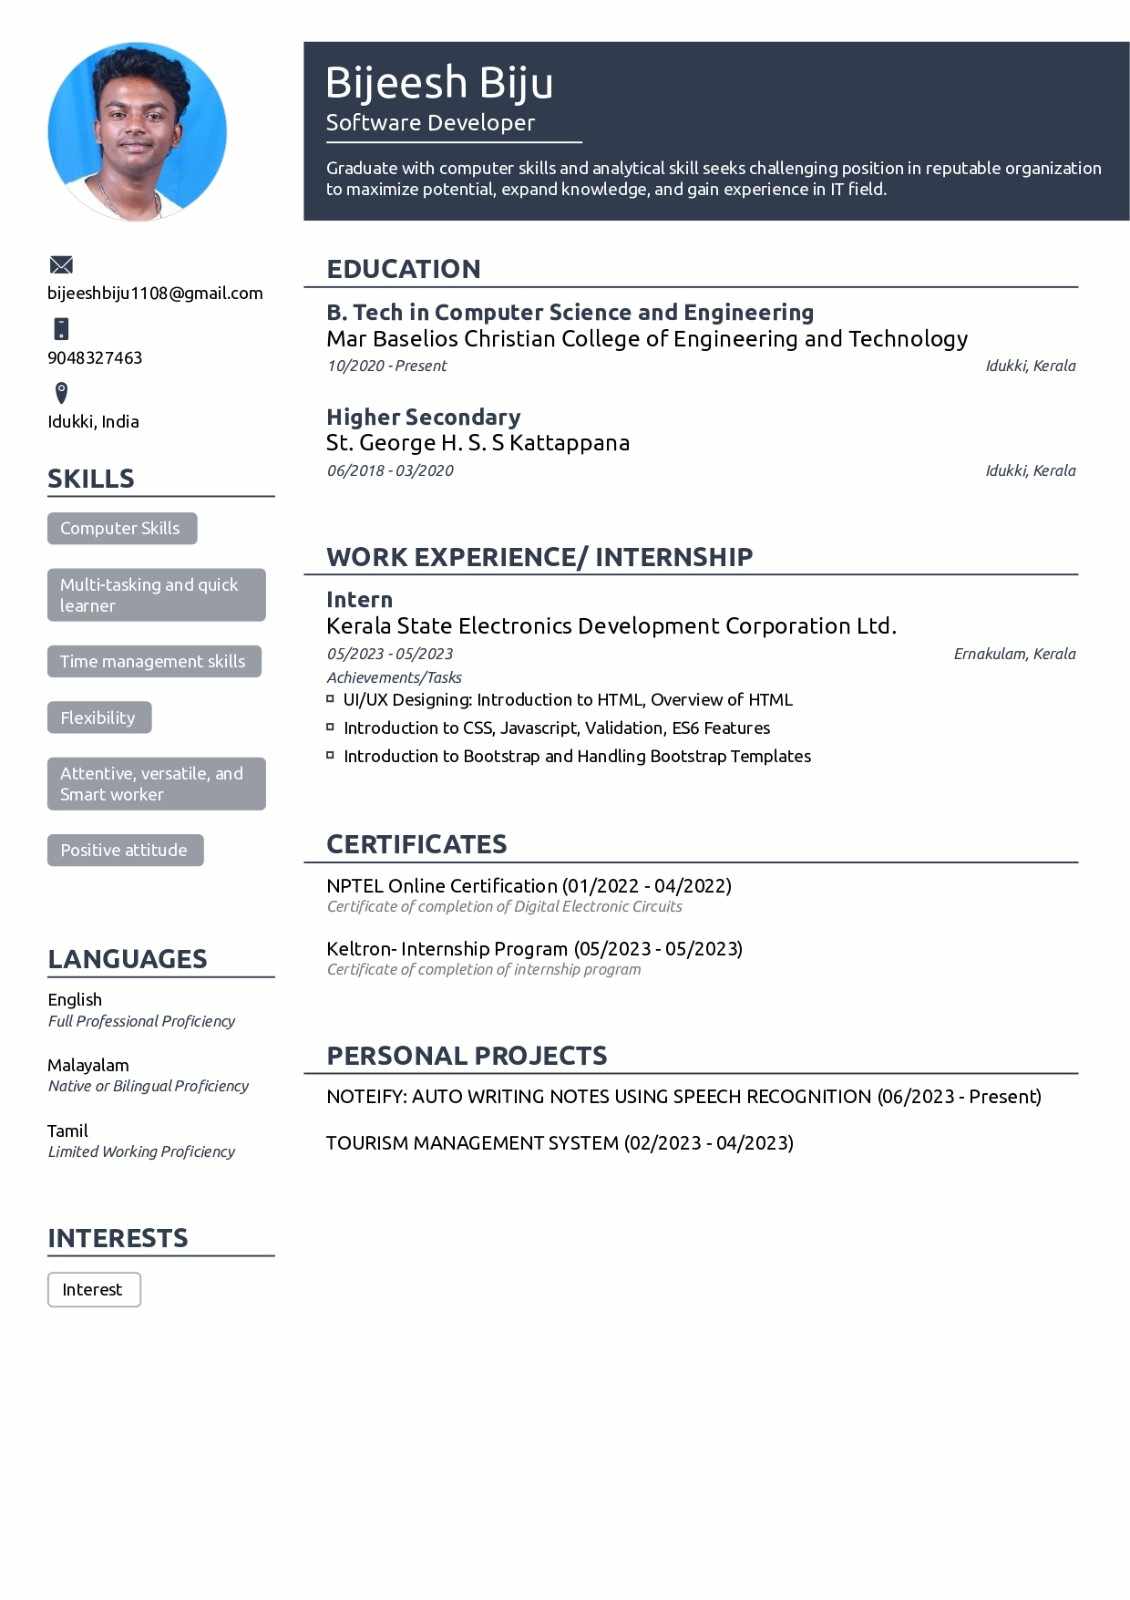 Bijeesh Biju
Software Developer
Graduate with computer skills and analytical skill seeks challenging position in reputable organization
to maximize potential, expand knowledge, and gain experience in IT field.
bijeeshbiju1108@gmail.com
9048327463
Idukki, India
SKILLS
Computer Skills
Multi-tasking and quick
learner
Time management skills
Flexibility
Attentive, versatile, and
Smart worker
Positive attitude
LANGUAGES
English
Full Professional Proficiency
Malayalam
Native or Bilingual Proficiency
Tamil
Limited Working Proficiency
INTERESTS
Interest
EDUCATION
B. Tech in Computer Science and Engineering
Mar Baselios Christian College of Engineering and Technology
10/2020 - Present Idukki, Kerala
Higher Secondary
St. George H. S. S Kattappana
06/2018 - 03/2020 Idukki, Kerala
WORK EXPERIENCE/ INTERNSHIP
Intern
Kerala State Electronics Development Corporation Ltd.
05/2023 - 05/2023 Ernakulam, Kerala
Achievements/Tasks
UI/UX Designing: Introduction to HTML, Overview of HTML
Introduction to CSS, Javascript, Validation, ES6 Features
Introduction to Bootstrap and Handling Bootstrap Templates
CERTIFICATES
NPTEL Online Certification (01/2022 - 04/2022)
Certificate of completion of Digital Electronic Circuits
Keltron- Internship Program (05/2023 - 05/2023)
Certificate of completion of internship program
PERSONAL PROJECTS
NOTEIFY: AUTO WRITING NOTES USING SPEECH RECOGNITION (06/2023 - Present)
TOURISM MANAGEMENT SYSTEM (02/2023 - 04/2023)